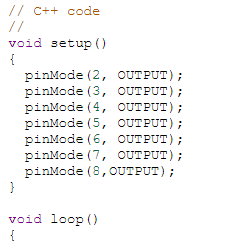 // C++ code
//
void setup()
{
  pinMode(2, OUTPUT);
  pinMode(3, OUTPUT);
  pinMode(4, OUTPUT);
  pinMode(5, OUTPUT);
  pinMode(6, OUTPUT);
  pinMode(7, OUTPUT);
  pinMode(8,OUTPUT);
}

void loop()
{